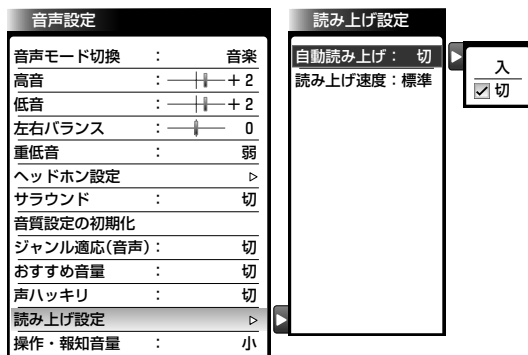 音声設定
音声モード切換 : 音楽
高音 : +2
低音 : +2
左右バランス : 0
重低音 : 弱
ヘッドホン設定
サラウンド : 切
音質設定の初期化
ジャンル適応(音声): 切
おすすめ音量 : 切
声ハッキリ : 切
読み上げ設定
操作・報知音量 : 小
読み上げ設定
自動読み上げ: 切
読み上げ速度:標準
入
切